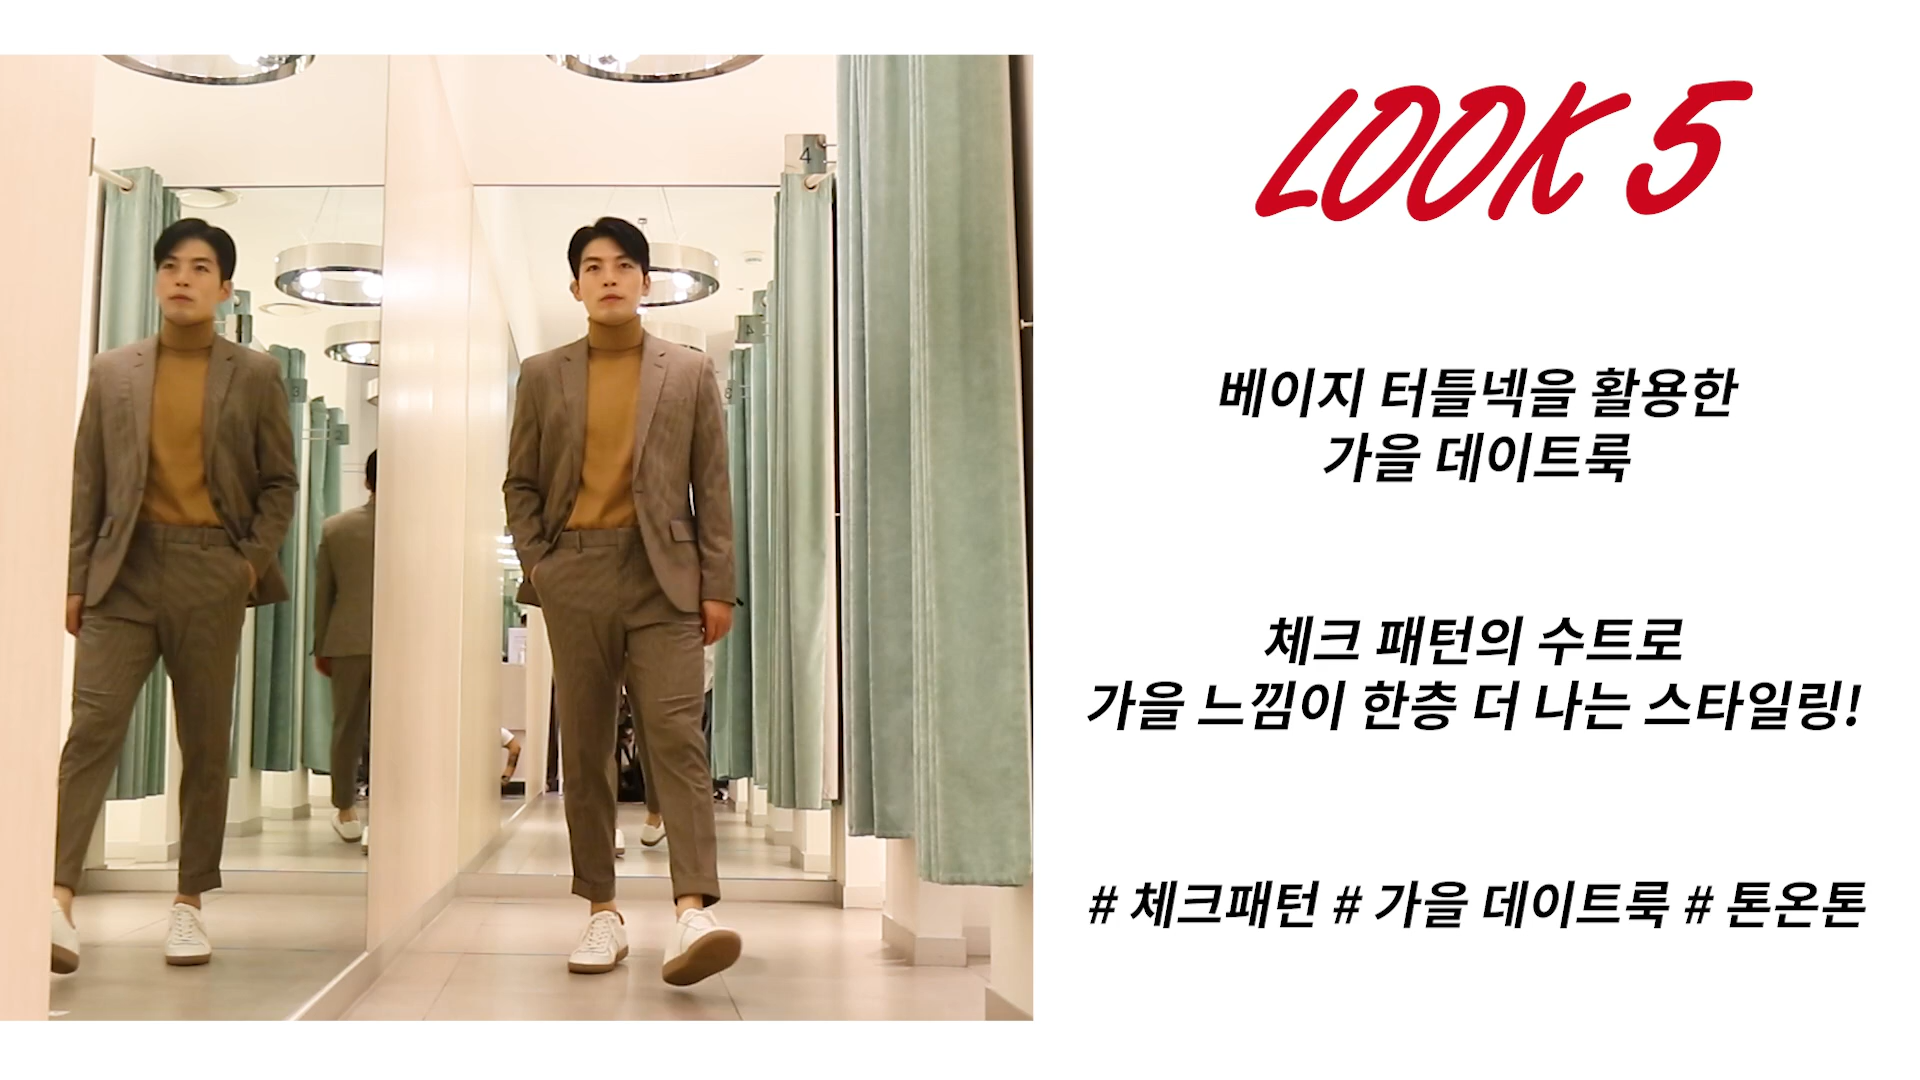 LOOK 5
4
베이지 터틀넥을 활용한
가을 데이트룩
체크 패턴의 수트로
가을 느낌이 한층 더 나는 스타일링!
# 체크패턴 # 가을 데이트룩 # 톤온톤